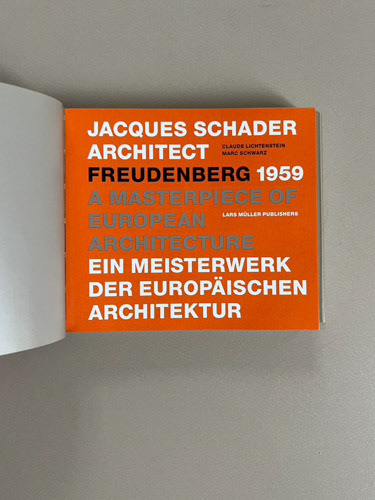 JACQUES SCHADER
ARCHITECT
CLAUDE LICHTENSTEIN
MARC SCHWARZ
FREUDENBERG 1959
A MASTERPIECE OF
EUROPEAN
LARS MÜLLER PUBLISHERS
ARCHITECTURE
EIN MEISTERWERK
DER EUROPÄISCHEN
ARCHITEKTUR